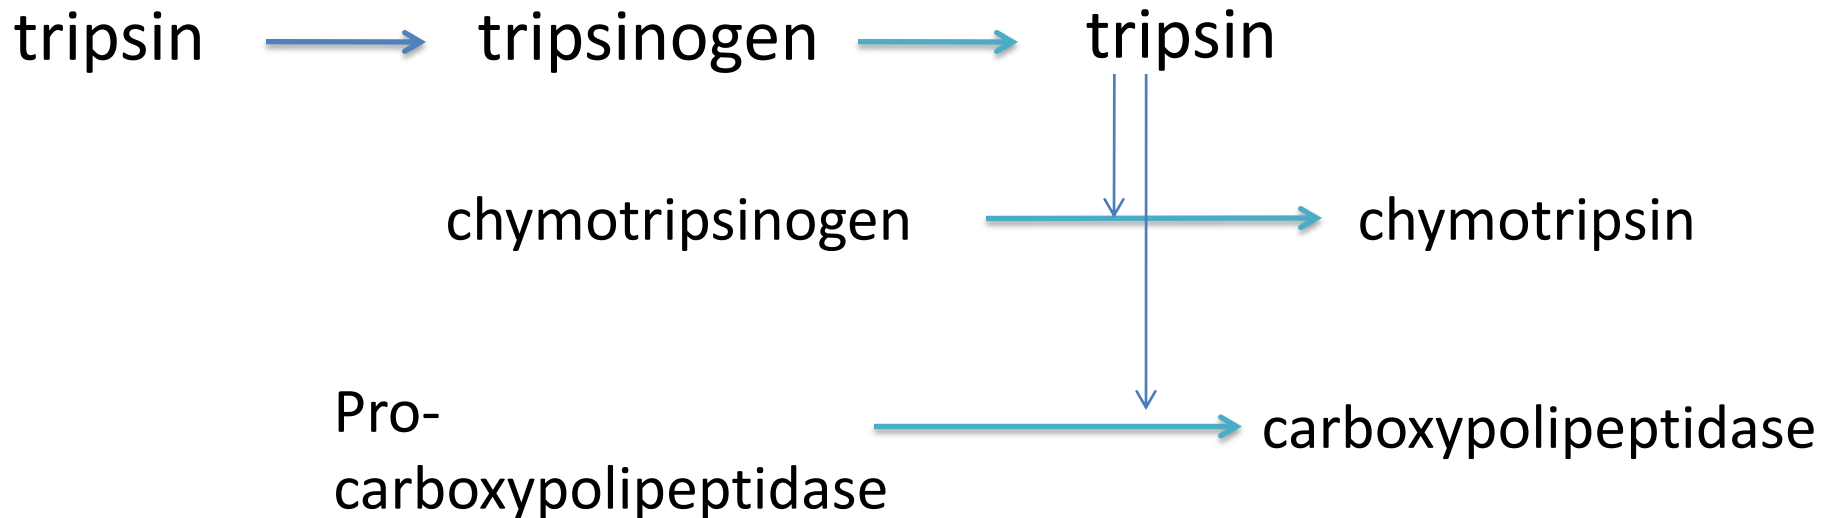 tripsin tripsinogen tripsin
chymotripsinogen chymotripsin
Pro-
carboxypolipeptidase carboxypolipeptidase